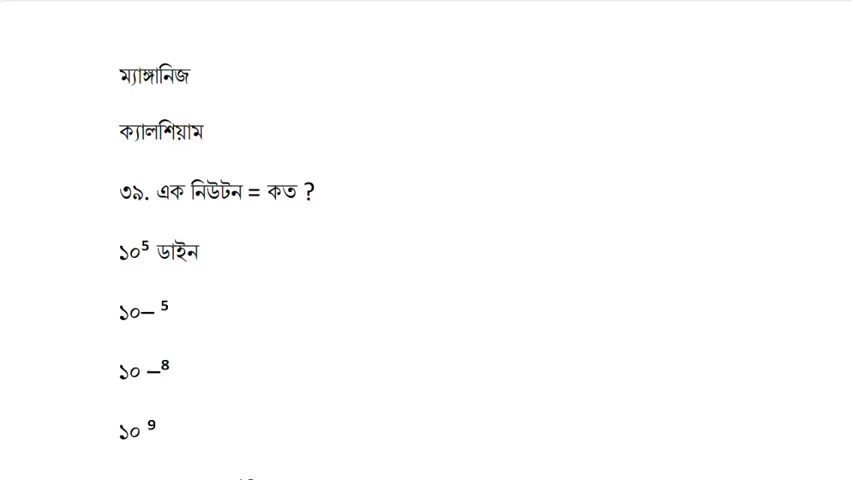 ম্যাঙ্গানিজ
ক্যালশিয়াম
৩৯. এক নিউটন = কত ?
১০⁵ ডাইন
১০– ⁵
১০ –⁸
১০ ⁹